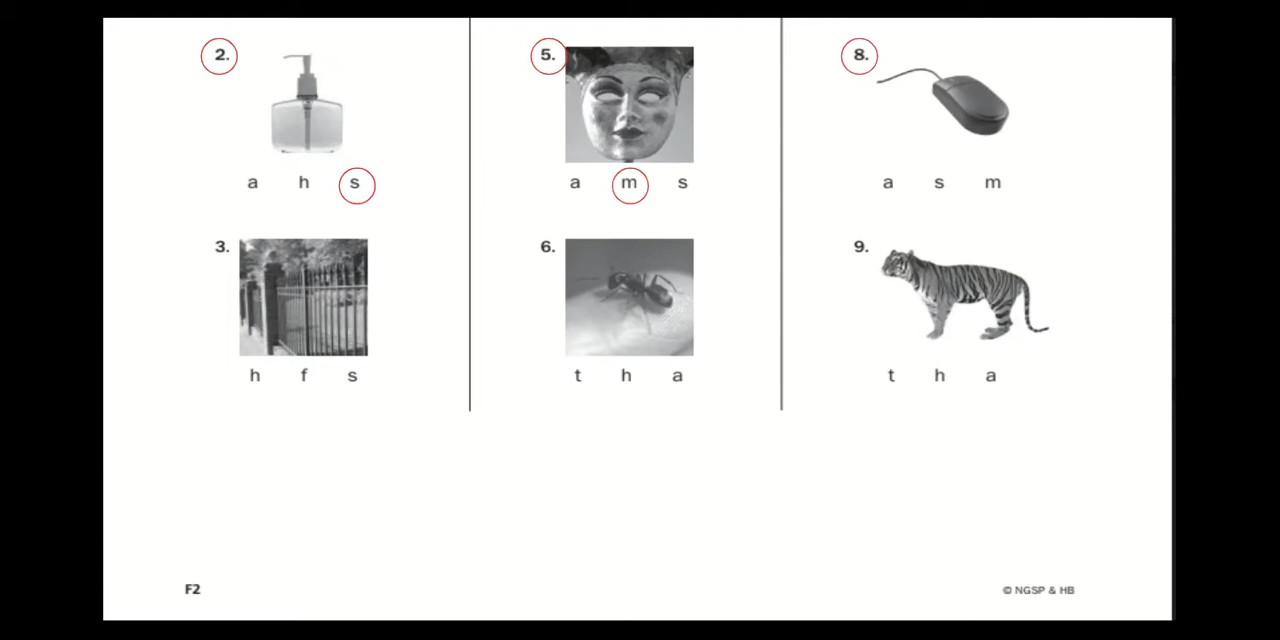 2.
a h s
3.
h f s
5.
a m s
6.
t h a
8.
a s m
9.
t h a
F2
© NGSP & HB